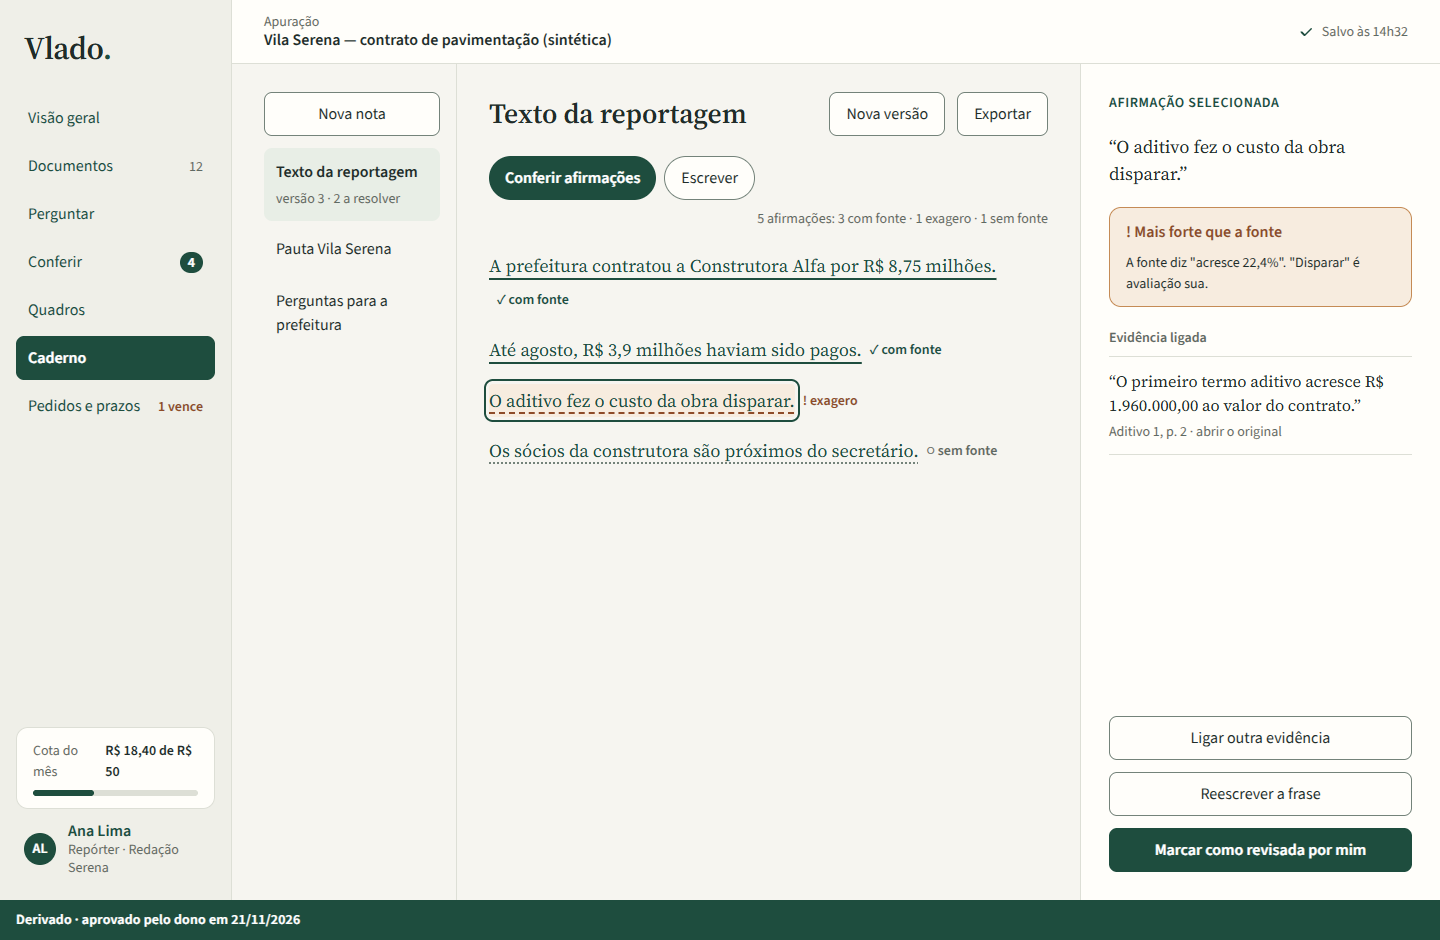 Vlado.
Visão geral
Documentos 12
Perguntar
Conferir 4
Quadros
Caderno
Pedidos e prazos 1 vence
Cota do mês R$ 18,40 de R$ 50
AL
Ana Lima
Repórter · Redação
Serena
Apuração
Vila Serena — contrato de pavimentação (sintética)
✓ Salvo às 14h32
Nova nota
Texto da reportagem
versão 3 · 2 a resolver
Pauta Vila Serena
Perguntas para a
prefeitura
Texto da reportagem
Nova versão
Exportar
Conferir afirmações
Escrever
5 afirmações: 3 com fonte · 1 exagero · 1 sem fonte
A prefeitura contratou a Construtora Alfa por R$ 8,75 milhões.
✓ com fonte
Até agosto, R$ 3,9 milhões haviam sido pagos. ✓ com fonte
O aditivo fez o custo da obra disparar. ! exagero
Os sócios da construtora são próximos do secretário. ○ sem fonte
AFIRMAÇÃO SELECIONADA
“O aditivo fez o custo da obra
disparar.”
! Mais forte que a fonte
A fonte diz "acresce 22,4%". "Disparar" é
avaliação sua.
Evidência ligada
“O primeiro termo aditivo acresce R$
1.960.000,00 ao valor do contrato.”
Aditivo 1, p. 2 · abrir o original
Ligar outra evidência
Reescrever a frase
Marcar como revisada por mim
Derivado · aprovado pelo dono em 21/11/2026